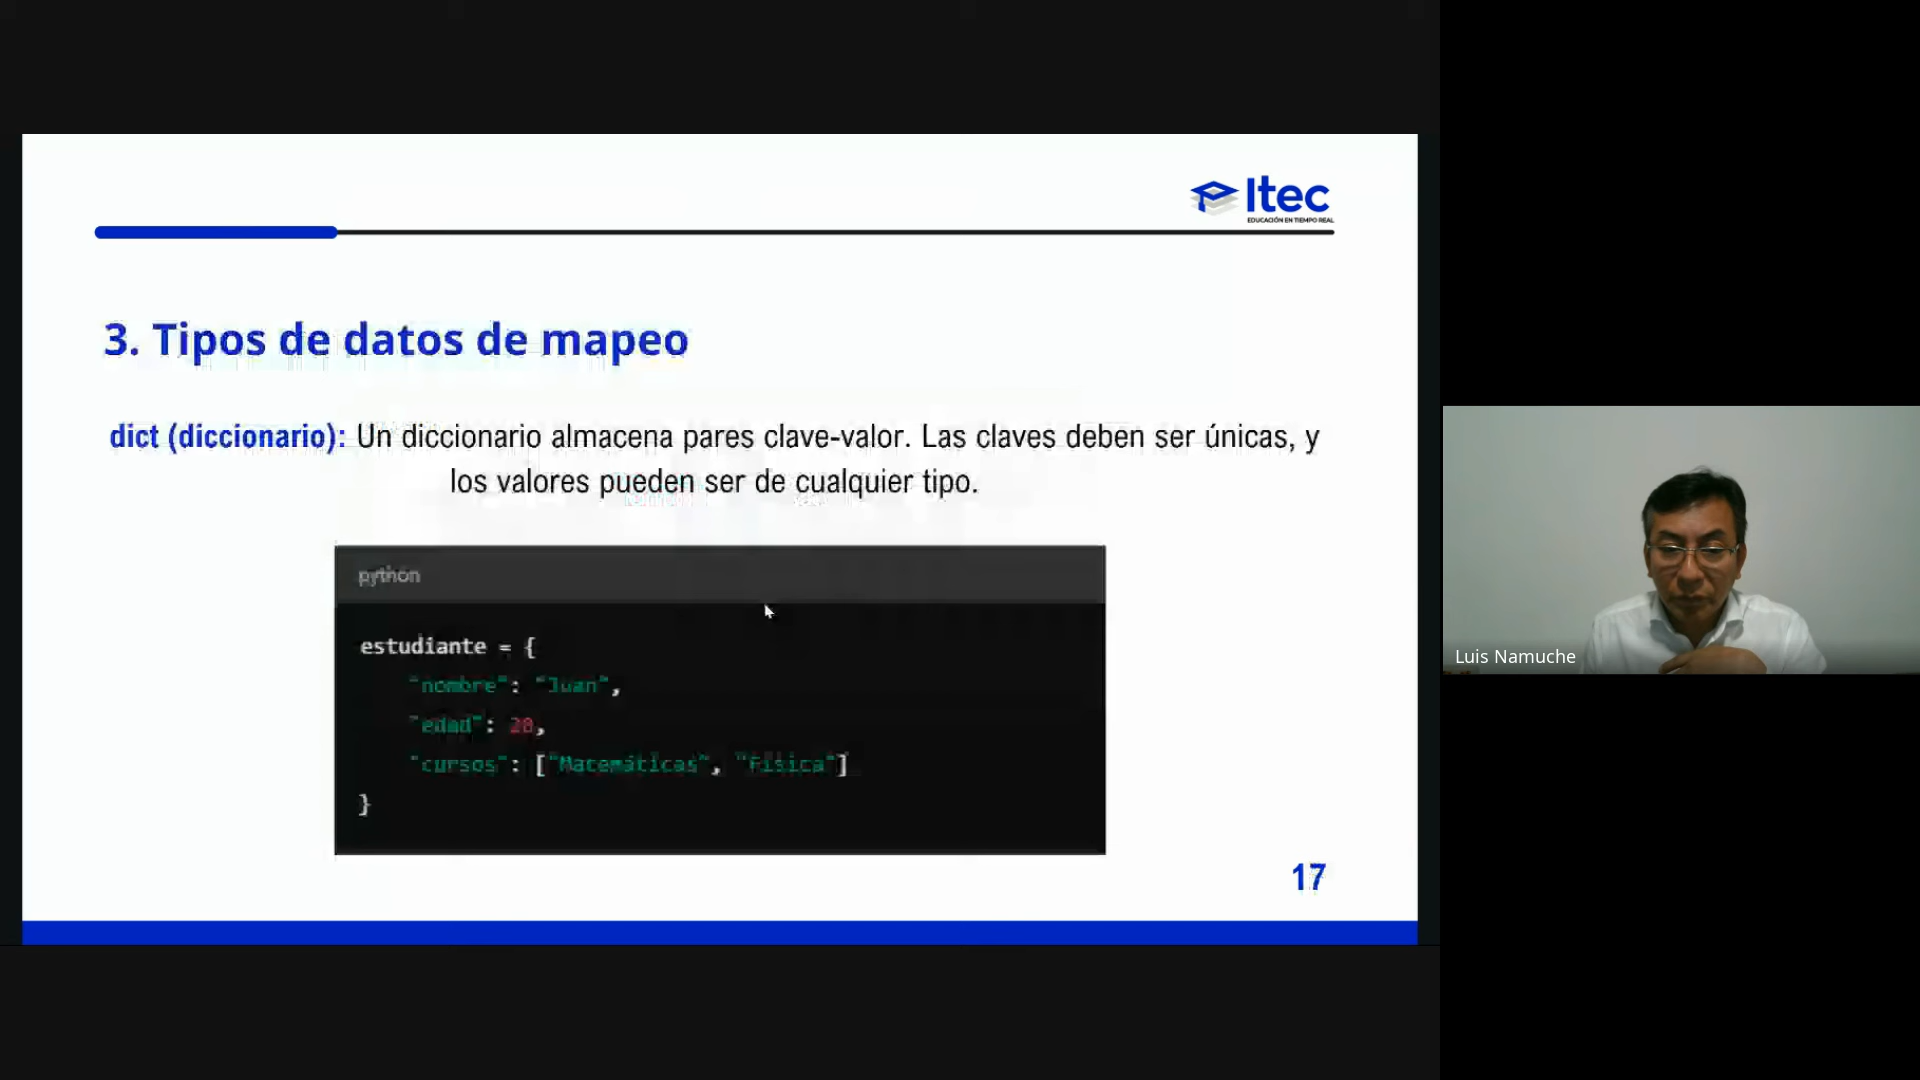 Itec
EDUCACIÓN EN TIEMPO REAL
3. Tipos de datos de mapeo
dict (diccionario): Un diccionario almacena pares clave-valor. Las claves deben ser únicas, y
los valores pueden ser de cualquier tipo.
python
estudiante = {
"nombre": "Juan",
"edad": 20,
"cursos": ["Matemáticas", "Física"]
}
17
Luis Namuche